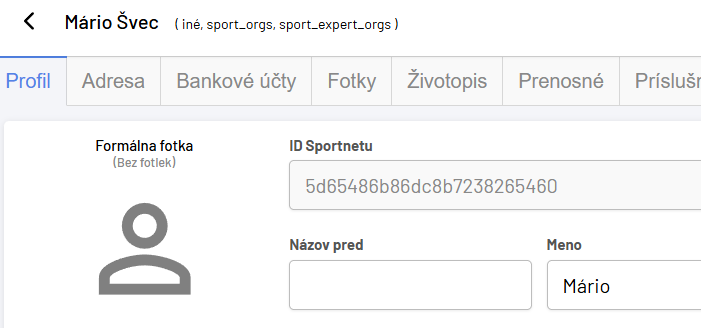 Mário Švec ( iné, sport_orgs, sport_expert_orgs )
Profil Adresa Bankové účty Fotky Životopis Prenosné Príslušn
Formálna fotka
(Bez fotlek)
ID Sportnetu
5d65486b86dc8b7238265460
Názov pred Meno
Mário